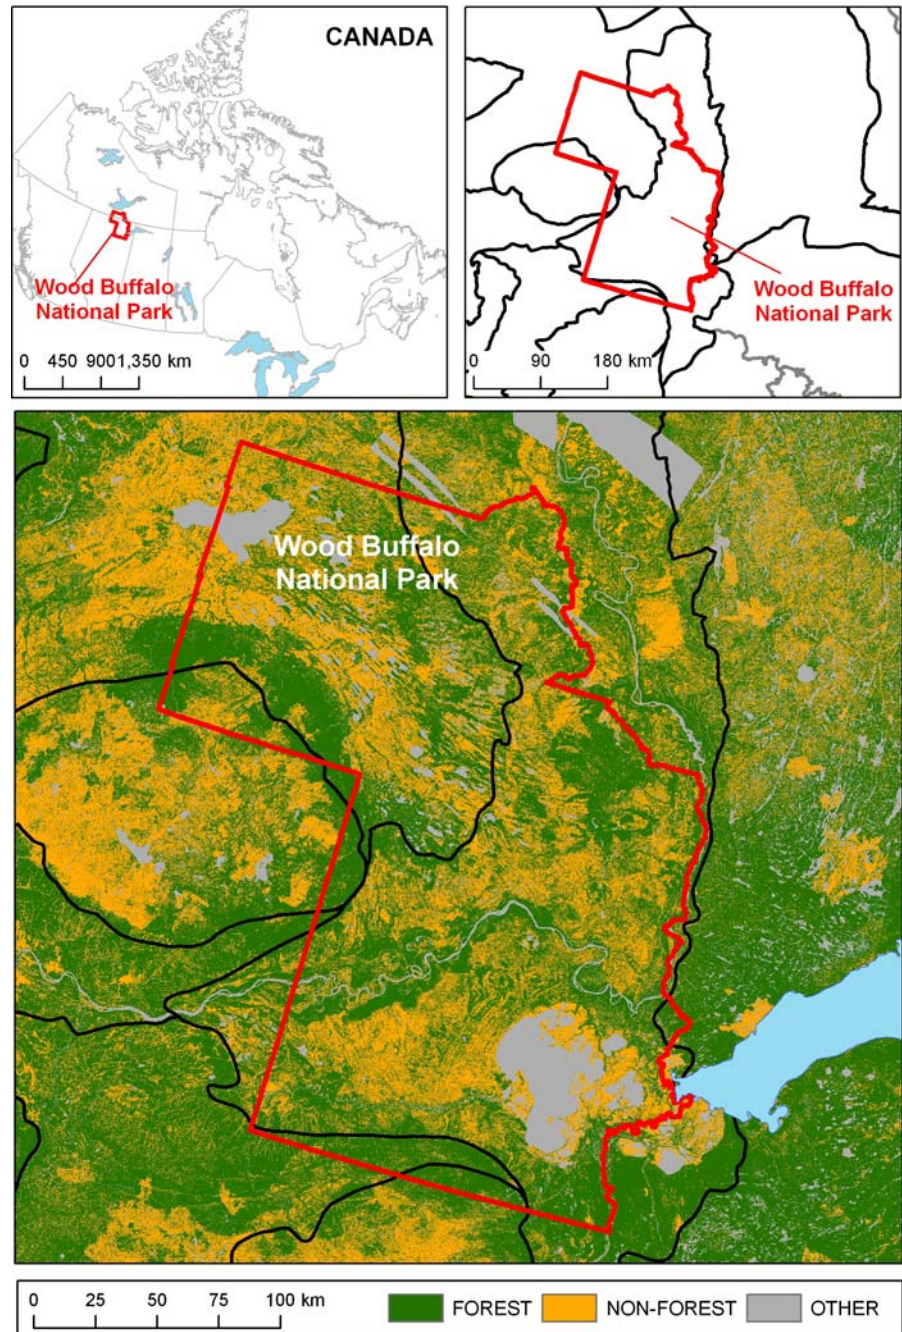 CANADA
Wood Buffalo
National Park
0 450 9001,350 km
Wood Buffalo
National Park
0 90 180 km
Wood Buffalo
National Park
0 25 50 75 100 km
FOREST NON-FOREST OTHER